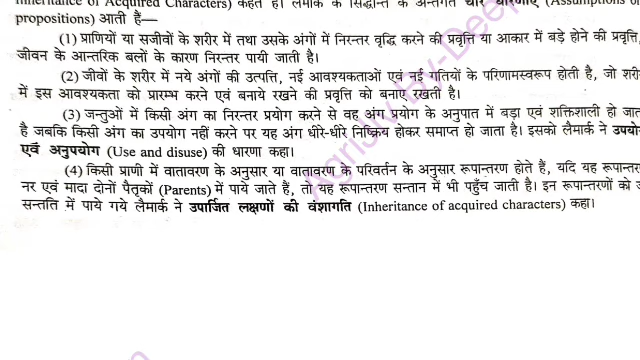 Inheritance of Acquired Characters) कहते हैं। लैमार्क के सिद्धान्त के अन्तर्गत चार धारणाएँ (Assumptions or
propositions) आती हैं—
(1) प्राणियों या सजीवों के शरीर में तथा उसके अंगों में निरन्तर वृद्धि करने की प्रवृत्ति या आकार में बड़े होने की प्रवृत्ति,
जीवन के आन्तरिक बलों के कारण निरन्तर पायी जाती है।
(2) जीवों के शरीर में नये अंगों की उत्पत्ति, नई आवश्यकताओं एवं नई गतियों के परिणामस्वरूप होती है, जो शरीर
में इस आवश्यकता को प्रारम्भ करने एवं बनाये रखने की प्रवृत्ति को बनाए रखती है।
(3) जन्तुओं में किसी अंग का निरन्तर प्रयोग करने से वह अंग प्रयोग के अनुपात में बड़ा एवं शक्तिशाली हो जात
है जबकि किसी अंग का उपयोग नहीं करने पर यह अंग धीरे-धीरे निष्क्रिय होकर समाप्त हो जाता है। इसको लैमार्क ने उपयो
एवं अनुपयोग (Use and disuse) की धारणा कहा।
(4) किसी प्राणी में वातावरण के अनुसार या वातावरण के परिवर्तन के अनुसार रूपान्तरण होते हैं, यदि यह रूपान्तर
नर एवं मादा दोनों पैतृकों (Parents) में पाये जाते हैं, तो यह रूपान्तरण सन्तान में भी पहुँच जाती है। इन रूपान्तरणों को
सन्तति में पाये गये लैमार्क ने उपार्जित लक्षणों की वंशागति (Inheritance of acquired characters) कहा।